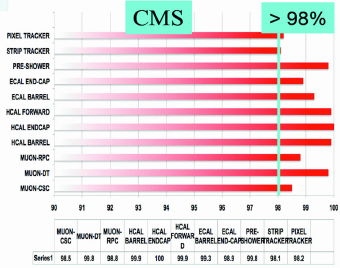 CMS
> 98%
PIXEL TRACKER
STRIP TRACKER
PRE-SHOWER
ECAL END-CAP
ECAL BARREL
HCAL FORWARD
HCAL ENDCAP
HCAL BARREL
MUON-RPC
MUON-DT
MUON-CSC
90 91 92 93 94 95 96 97 98 99 100
MUON-CSC MUON-DT MUON-RPC HCAL BARREL HCAL ENDCAP HCAL FORWARD ECAL BARREL ECAL END-CAP PRE-SHOWER STRIP TRACKER PIXEL TRACKER
Series1 98.5 99.8 98.8 99.9 100 99.9 99.3 98.9 99.8 98.1 98.2